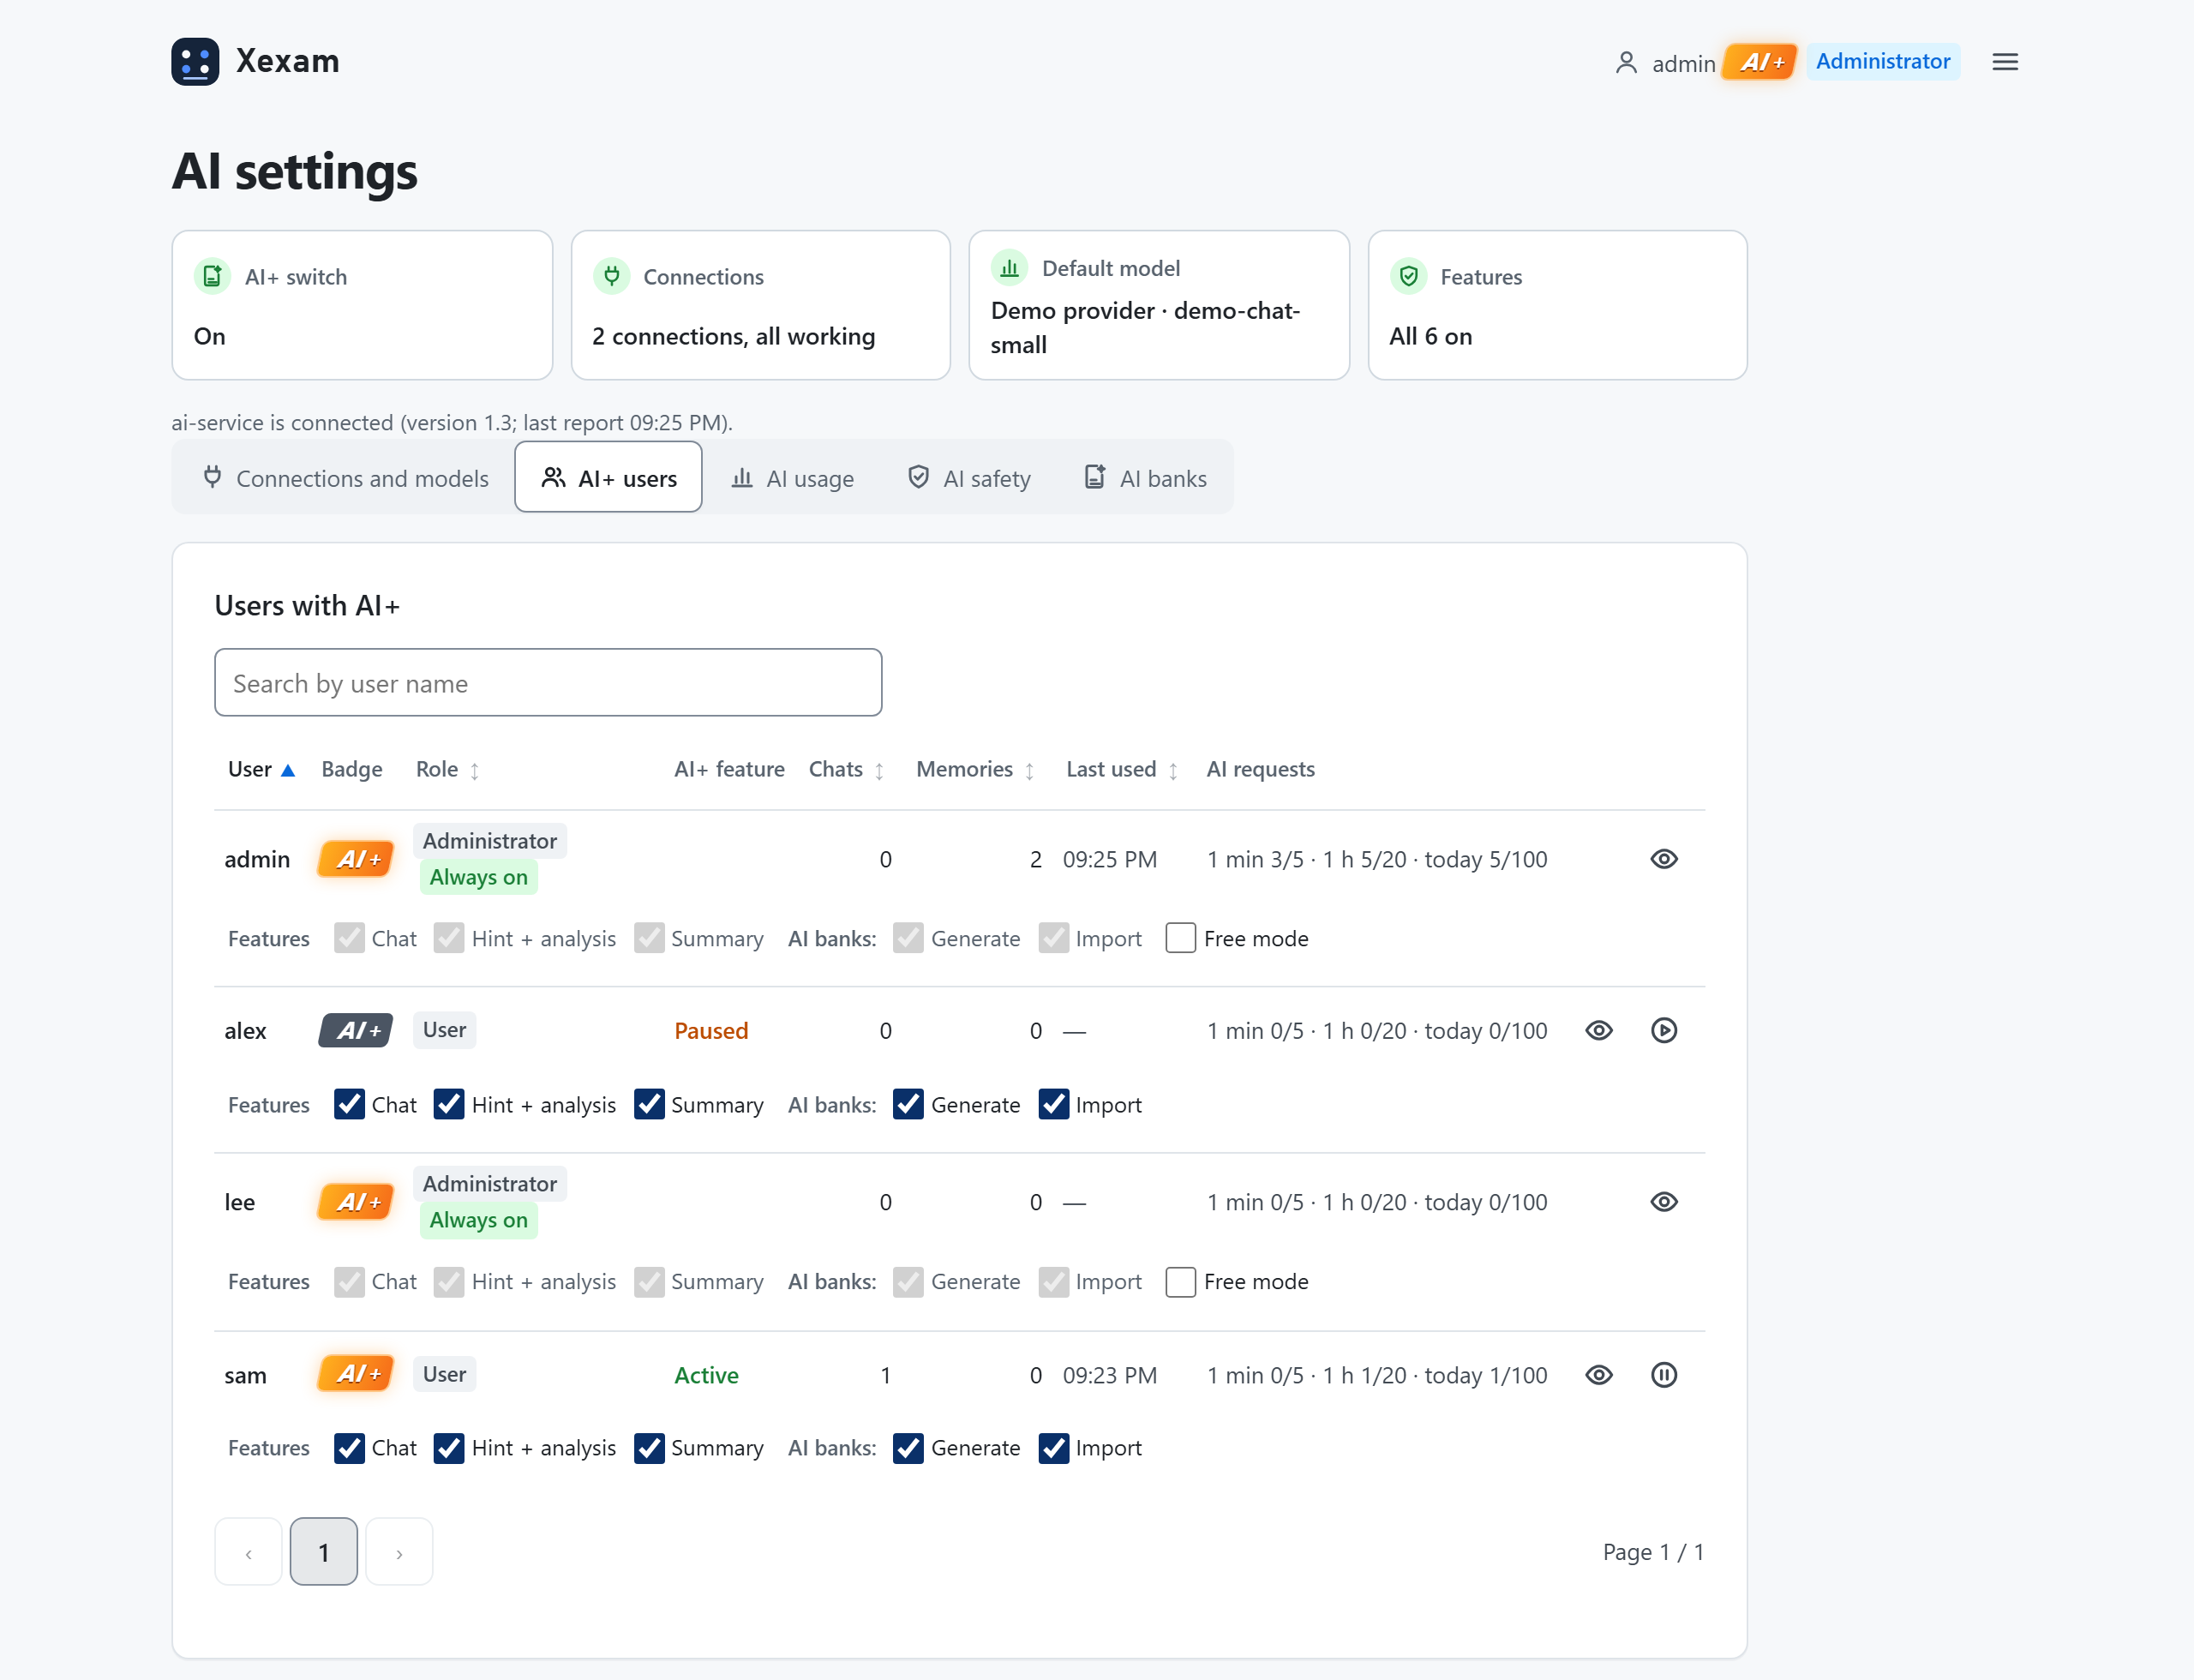 Xexam
admin AI+ Administrator
AI settings
AI+ switch
On
Connections
2 connections, all working
Default model
Demo provider · demo-chat-
small
Features
All 6 on
ai-service is connected (version 1.3; last report 09:25 PM).
Connections and models AI+ users AI usage AI safety AI banks
Users with AI+
Search by user name
User ▲ Badge Role ↕ AI+ feature Chats ↕ Memories ↕ Last used ↕ AI requests
admin AI+ Administrator Always on 0 2 09:25 PM 1 min 3/5 · 1 h 5/20 · today 5/100
Features Chat Hint + analysis Summary AI banks: Generate Import Free mode
alex AI+ User Paused 0 0 — 1 min 0/5 · 1 h 0/20 · today 0/100
Features Chat Hint + analysis Summary AI banks: Generate Import
lee AI+ Administrator Always on 0 0 — 1 min 0/5 · 1 h 0/20 · today 0/100
Features Chat Hint + analysis Summary AI banks: Generate Import Free mode
sam AI+ User Active 1 0 09:23 PM 1 min 0/5 · 1 h 1/20 · today 1/100
Features Chat Hint + analysis Summary AI banks: Generate Import
‹ 1 › Page 1 / 1